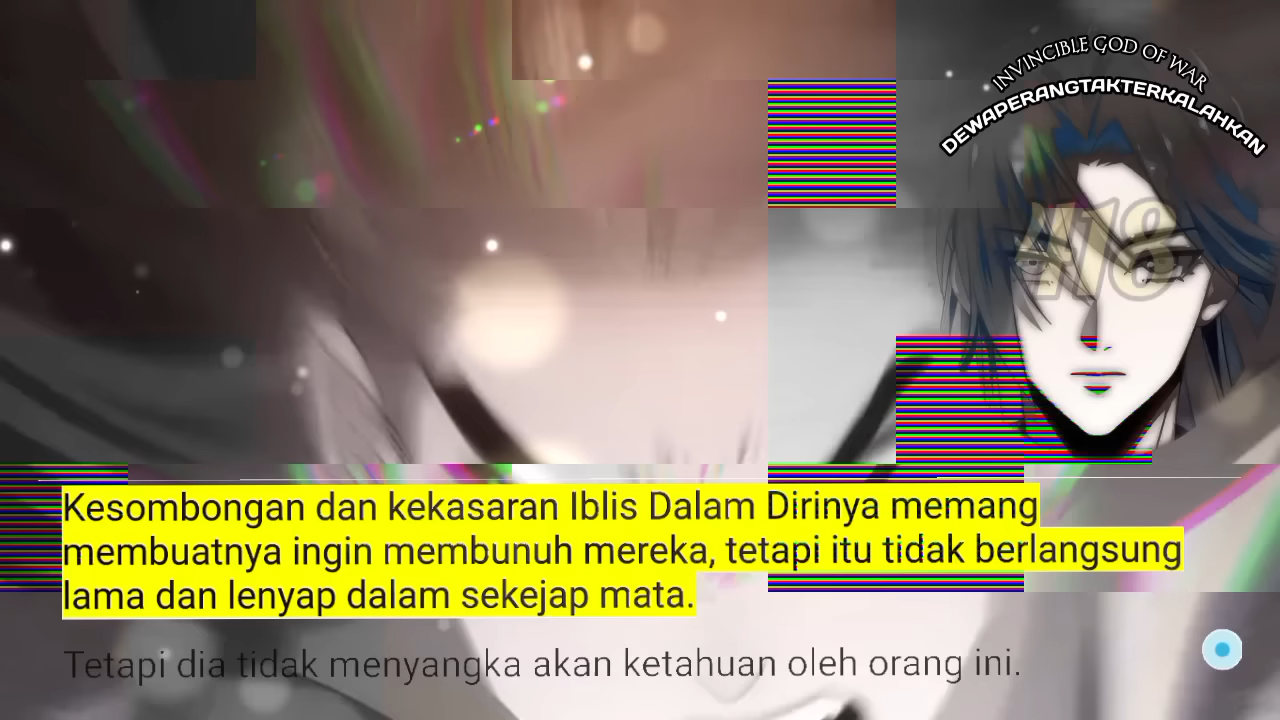 INVINCIBLE GOD OF WAR
DEWAPERANGTAKTERKALAHKAN
#18
Kesombongan dan kekasaran Iblis Dalam Dirinya memang
membuatnya ingin membunuh mereka, tetapi itu tidak berlangsung
lama dan lenyap dalam sekejap mata.
Tetapi dia tidak menyangka akan ketahuan oleh orang ini.